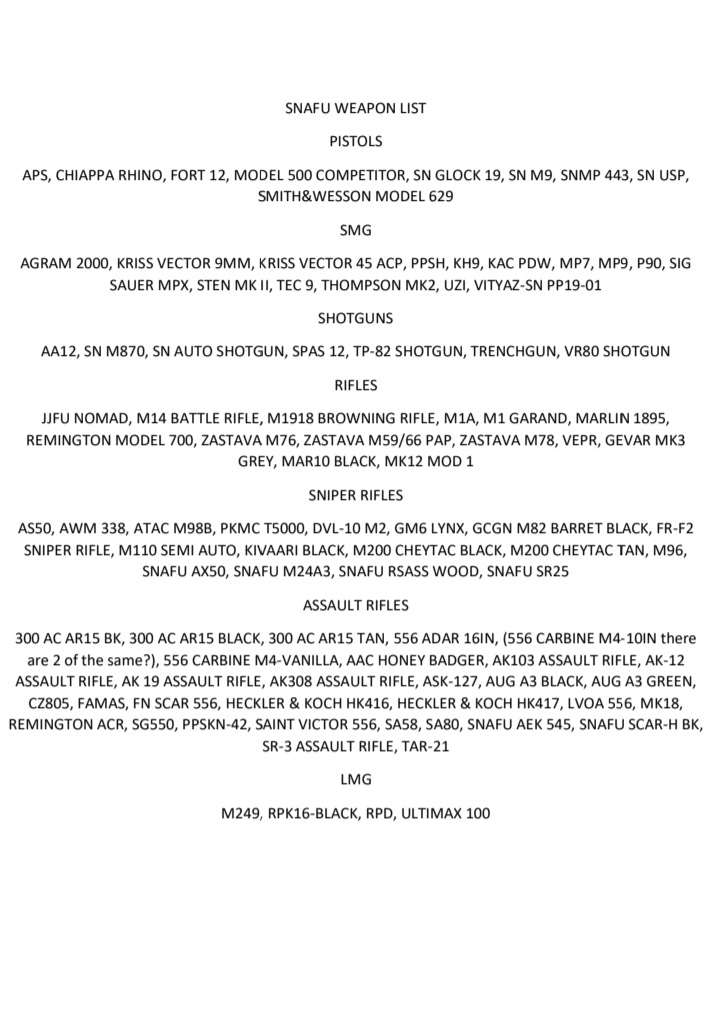 SNAFU WEAPON LIST
PISTOLS
APS, CHIAPPA RHINO, FORT 12, MODEL 500 COMPETITOR, SN GLOCK 19, SN M9, SNMP 443, SN USP,
SMITH&WESSON MODEL 629
SMG
AGRAM 2000, KRISS VECTOR 9MM, KRISS VECTOR 45 ACP, PPSH, KH9, KAC PDW, MP7, MP9, P90, SIG
SAUER MPX, STEN MK II, TEC 9, THOMPSON MK2, UZI, VITYAZ-SN PP19-01
SHOTGUNS
AA12, SN M870, SN AUTO SHOTGUN, SPAS 12, TP-82 SHOTGUN, TRENCHGUN, VR80 SHOTGUN
RIFLES
JJFU NOMAD, M14 BATTLE RIFLE, M1918 BROWNING RIFLE, M1A, M1 GARAND, MARLIN 1895,
REMINGTON MODEL 700, ZASTAVA M76, ZASTAVA M59/66 PAP, ZASTAVA M78, VEPR, GEVAR MK3
GREY, MAR10 BLACK, MK12 MOD 1
SNIPER RIFLES
AS50, AWM 338, ATAC M98B, PKMC T5000, DVL-10 M2, GM6 LYNX, GCGN M82 BARRET BLACK, FR-F2
SNIPER RIFLE, M110 SEMI AUTO, KIVAARI BLACK, M200 CHEYTAC BLACK, M200 CHEYTAC TAN, M96,
SNAFU AX50, SNAFU M24A3, SNAFU RSASS WOOD, SNAFU SR25
ASSAULT RIFLES
300 AC AR15 BK, 300 AC AR15 BLACK, 300 AC AR15 TAN, 556 ADAR 16IN, (556 CARBINE M4-10IN there
are 2 of the same?), 556 CARBINE M4-VANILLA, AAC HONEY BADGER, AK103 ASSAULT RIFLE, AK-12
ASSAULT RIFLE, AK 19 ASSAULT RIFLE, AK308 ASSAULT RIFLE, ASK-127, AUG A3 BLACK, AUG A3 GREEN,
CZ805, FAMAS, FN SCAR 556, HECKLER & KOCH HK416, HECKLER & KOCH HK417, LVOA 556, MK18,
REMINGTON ACR, SG550, PPSKN-42, SAINT VICTOR 556, SA58, SA80, SNAFU AEK 545, SNAFU SCAR-H BK,
SR-3 ASSAULT RIFLE, TAR-21
LMG
M249, RPK16-BLACK, RPD, ULTIMAX 100